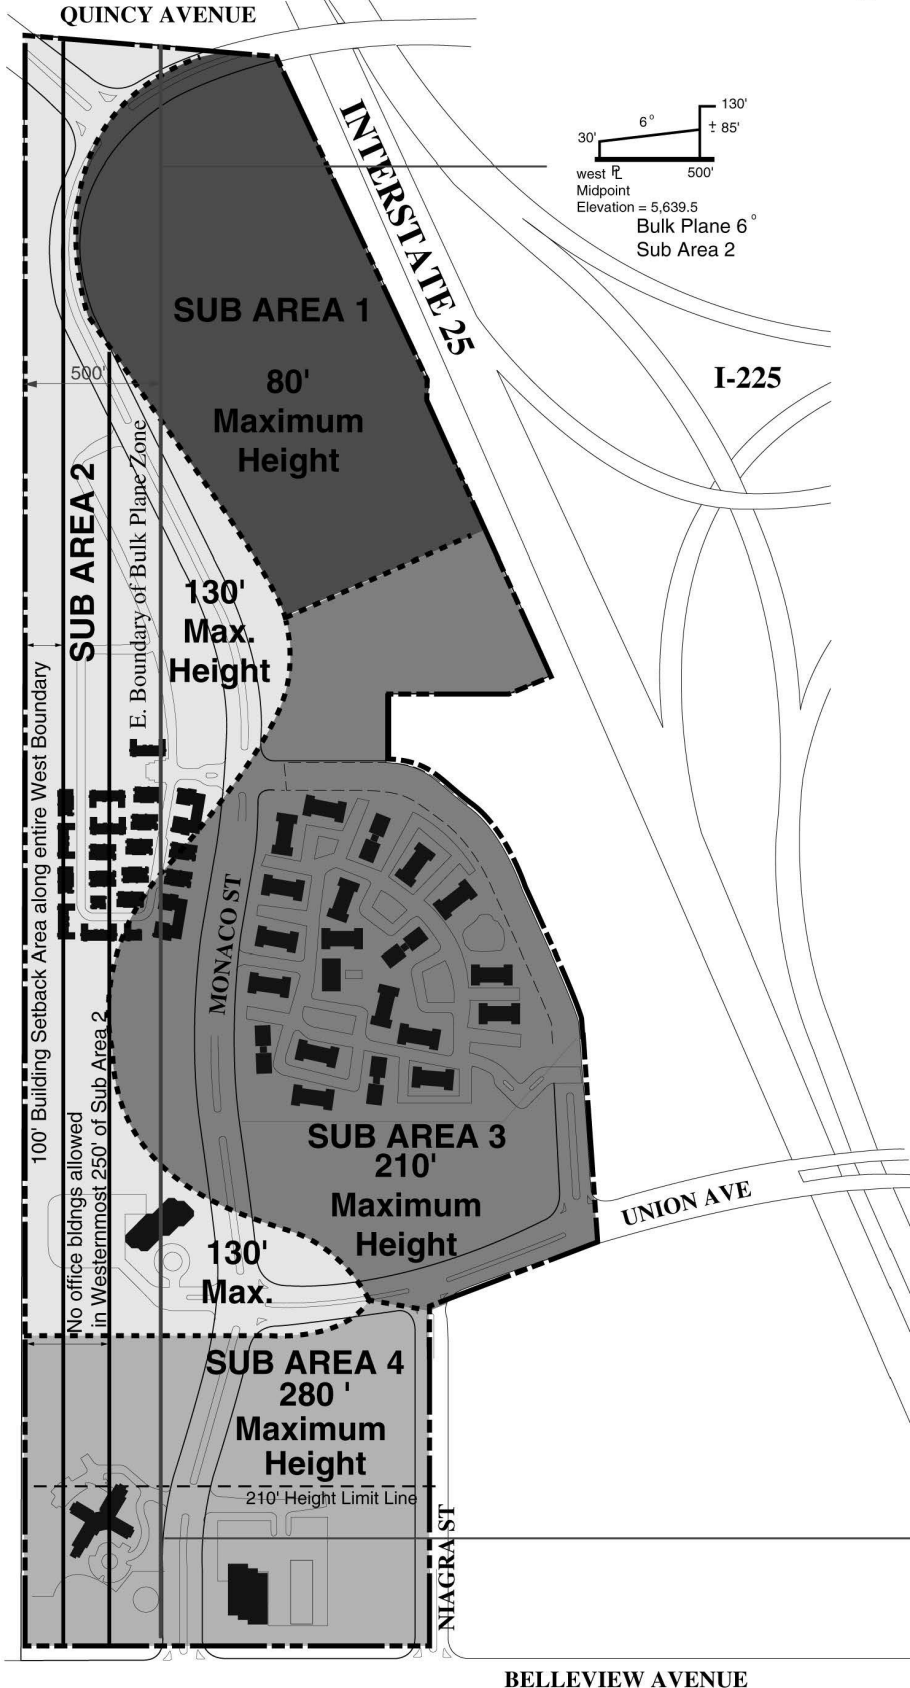 QUINCY AVENUE
INTERSTATE 25
130'
6°
± 85'
30'
west PL
500'
Midpoint
Elevation = 5,639.5
Bulk Plane 6°
Sub Area 2
SUB AREA 1
80'
Maximum
Height
I-225
500'
SUB AREA 2
E. Boundary of Bulk Plane Zone
130'
Max.
Height
100' Building Setback Area along entire West Boundary
MONACO ST
No office bldngs allowed
in Westernmost 250' of Sub Area 2
SUB AREA 3
210'
Maximum
Height
UNION AVE
130'
Max.
SUB AREA 4
280 '
Maximum
Height
210' Height Limit Line
NIAGRA ST
BELLEVIEW AVENUE